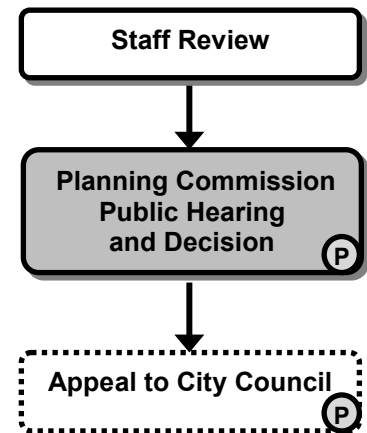 Staff Review
Planning Commission
Public Hearing
and Decision
P
Appeal to City Council
P